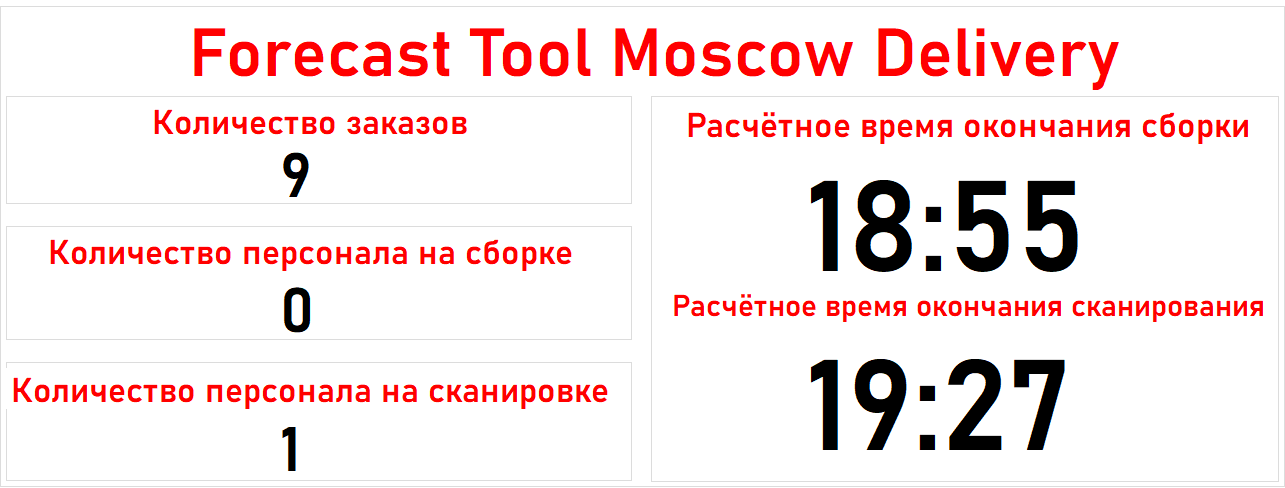 Forecast Tool Moscow Delivery
Количество заказов
9
Количество персонала на сборке
0
Количество персонала на сканировке
1
Расчётное время окончания сборки
18:55
Расчётное время окончания сканирования
19:27